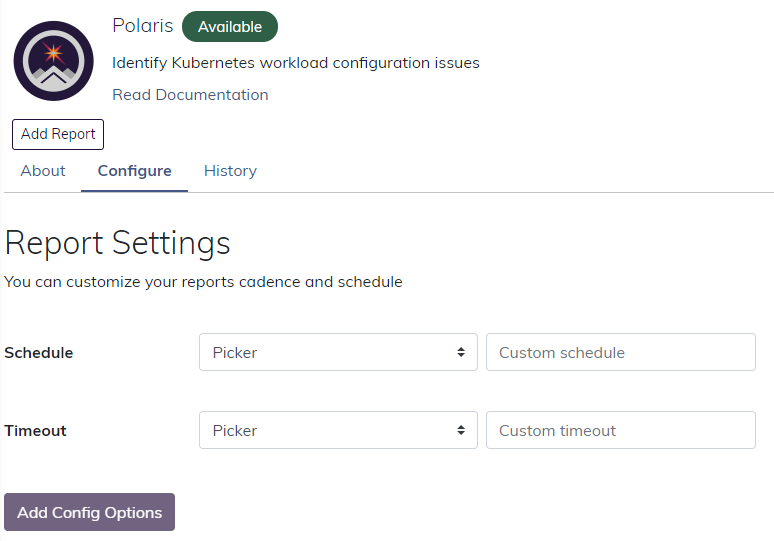 Polaris Available
Identify Kubernetes workload configuration issues
Read Documentation
Add Report
About Configure History
Report Settings
You can customize your reports cadence and schedule
Schedule Picker Custom schedule
Timeout Picker Custom timeout
Add Config Options